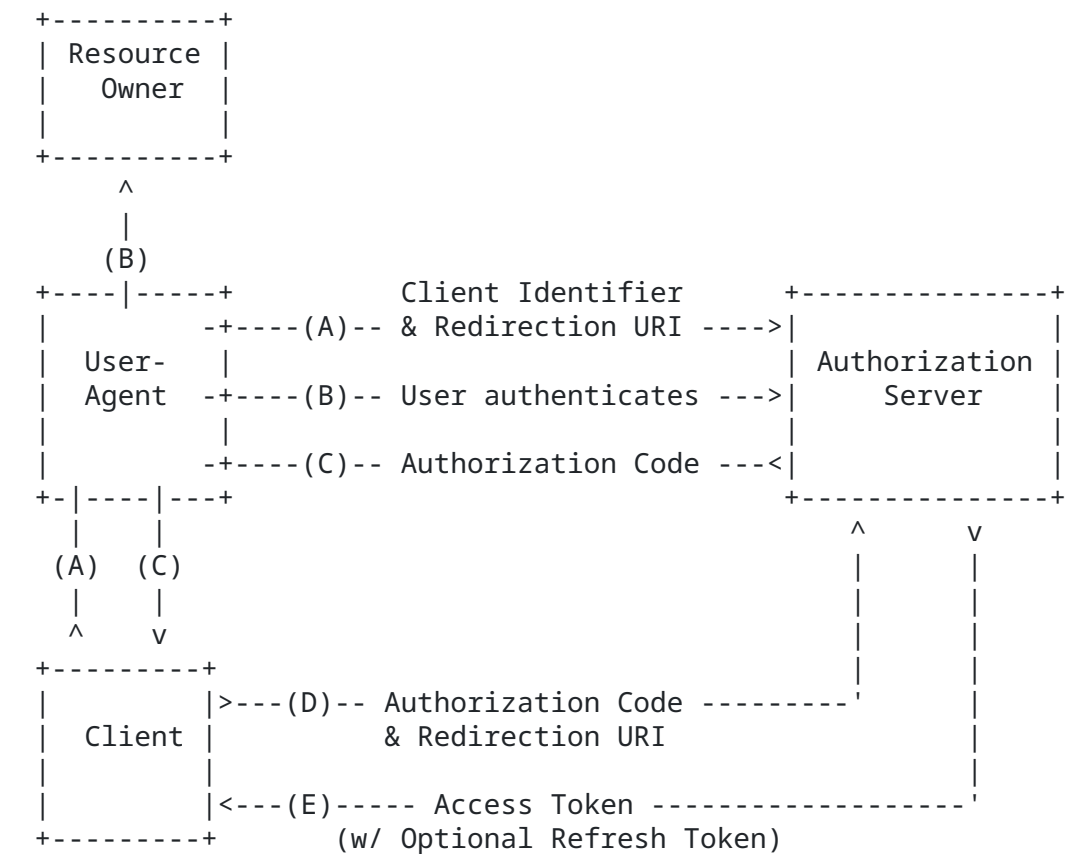 +----------+
| Resource |
|   Owner  |
|          |
+----------+
     ^
     |
    (B)
+----|-----+          Client Identifier      +---------------+
|         -+----(A)-- & Redirection URI ---->|               |
|  User-   |                                 | Authorization |
|  Agent  -+----(B)-- User authenticates --->|     Server    |
|          |                                 |               |
|         -+----(C)-- Authorization Code ---<|               |
+-|----|---+                                 +---------------+
  |    |                                         ^      v
 (A)  (C)                                        |      |
  |    |                                         |      |
  ^    v                                         |      |
+---------+                                      |      |
|         |>---(D)-- Authorization Code ---------'      |
|  Client |          & Redirection URI                  |
|         |                                             |
|         |<---(E)----- Access Token -------------------'
+---------+       (w/ Optional Refresh Token)